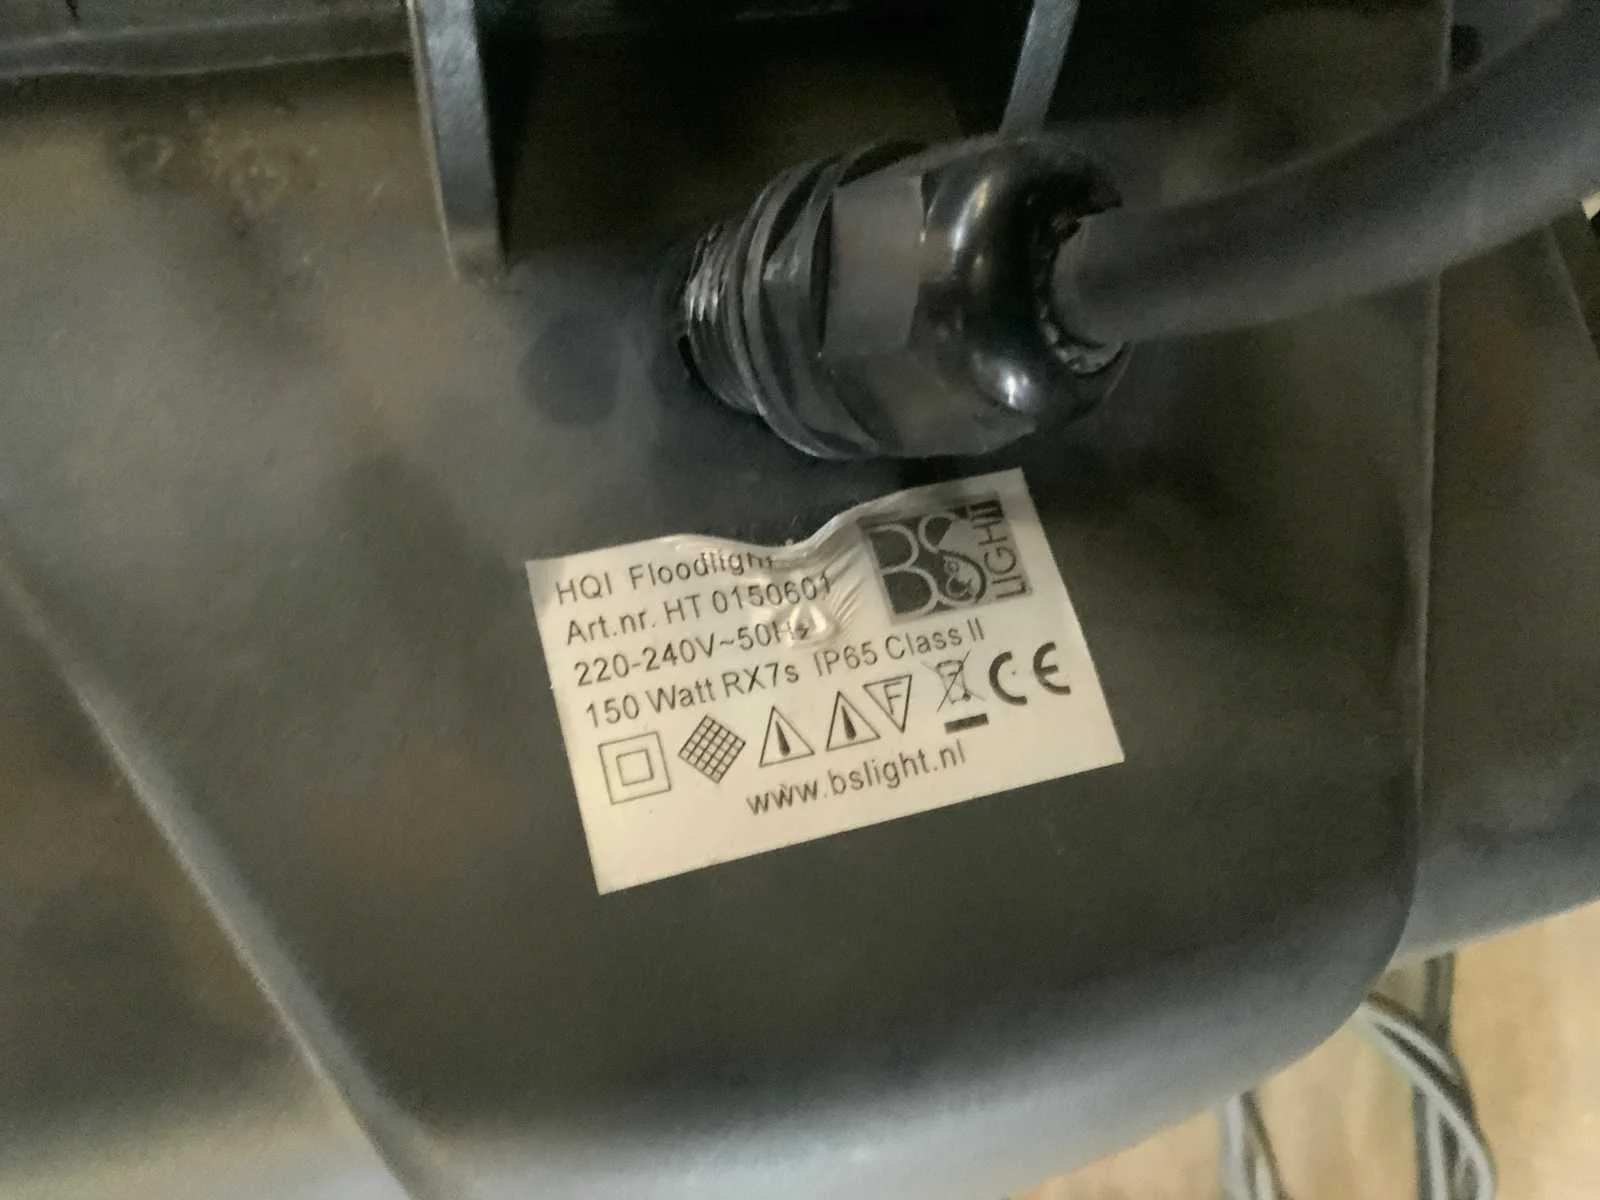 HQI Floodlight
Art.nr. HT 0150601
220-240V~50Hz
150 Watt RX7s IP65 Class II
F
CE
www.bslight.nl
BS
LIGHT